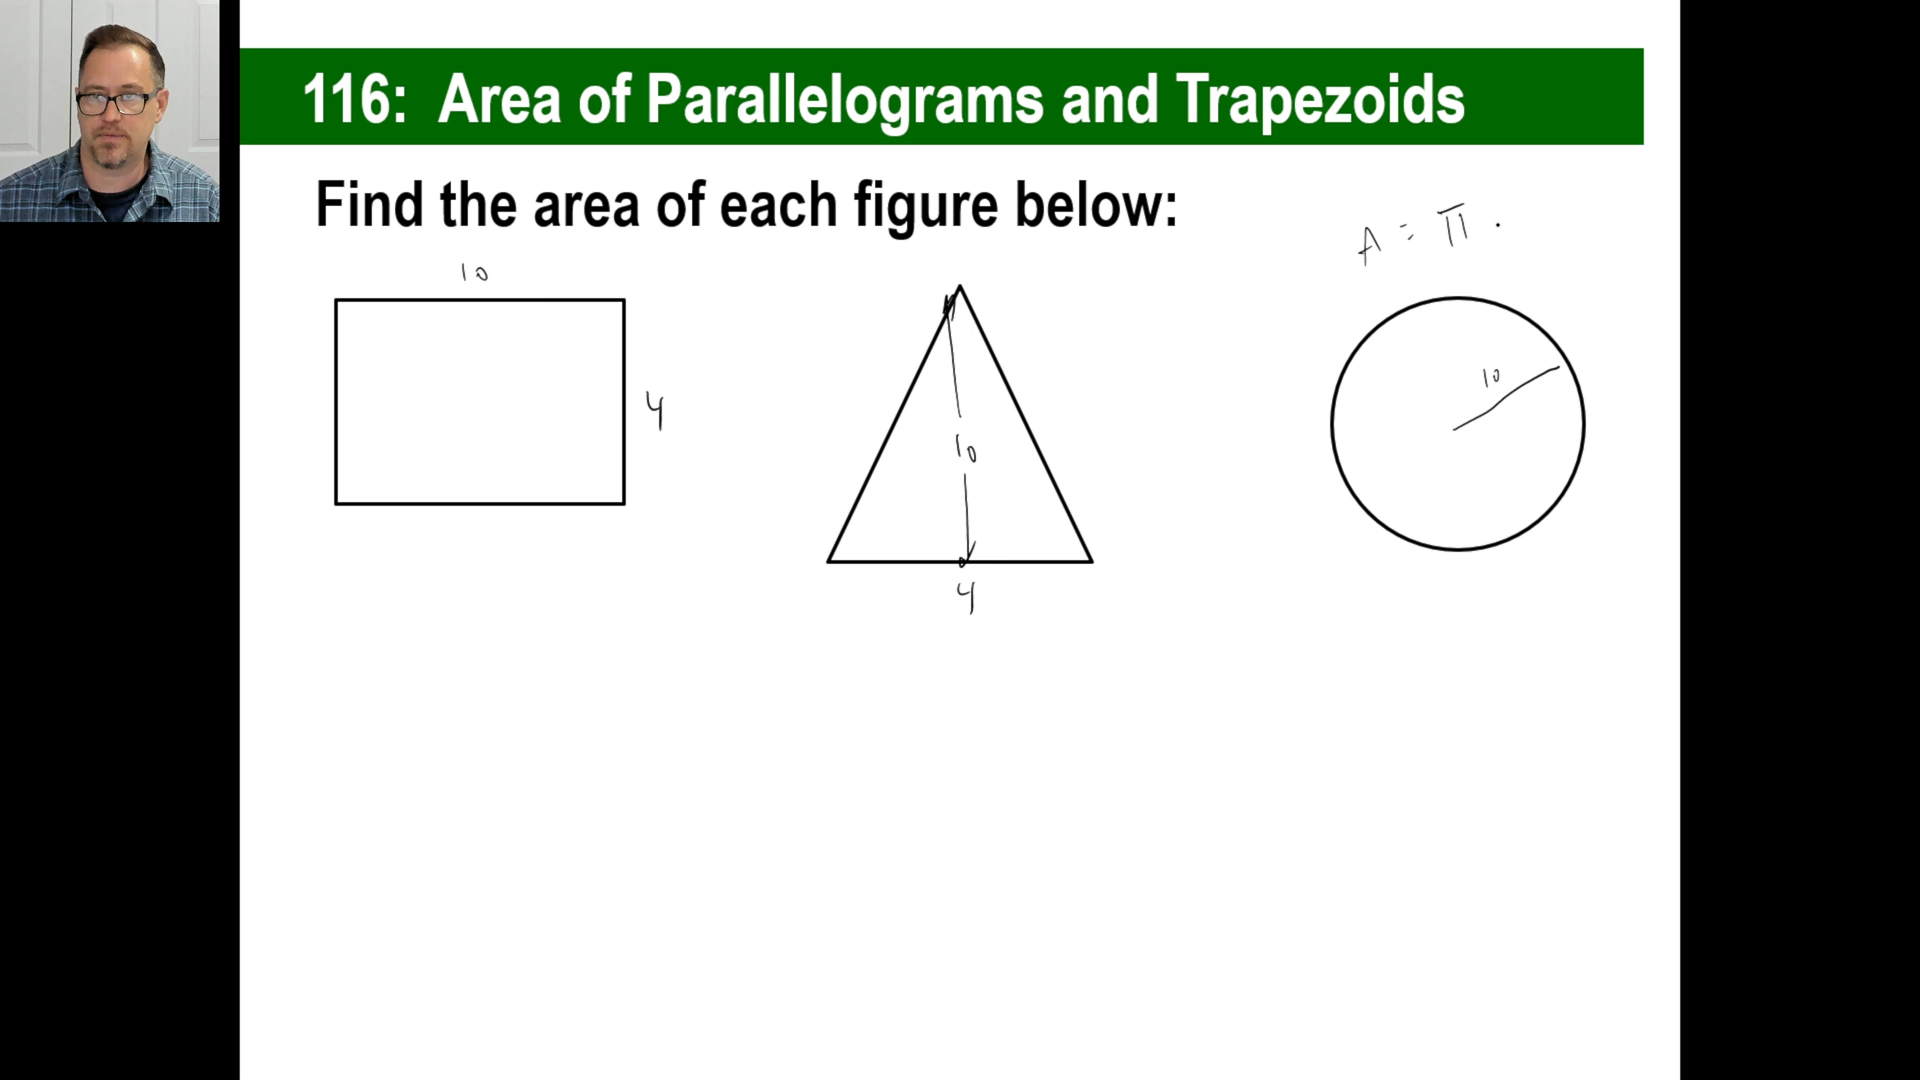 116: Area of Parallelograms and Trapezoids
Find the area of each figure below:
A = π ·
10
4
10
4
10